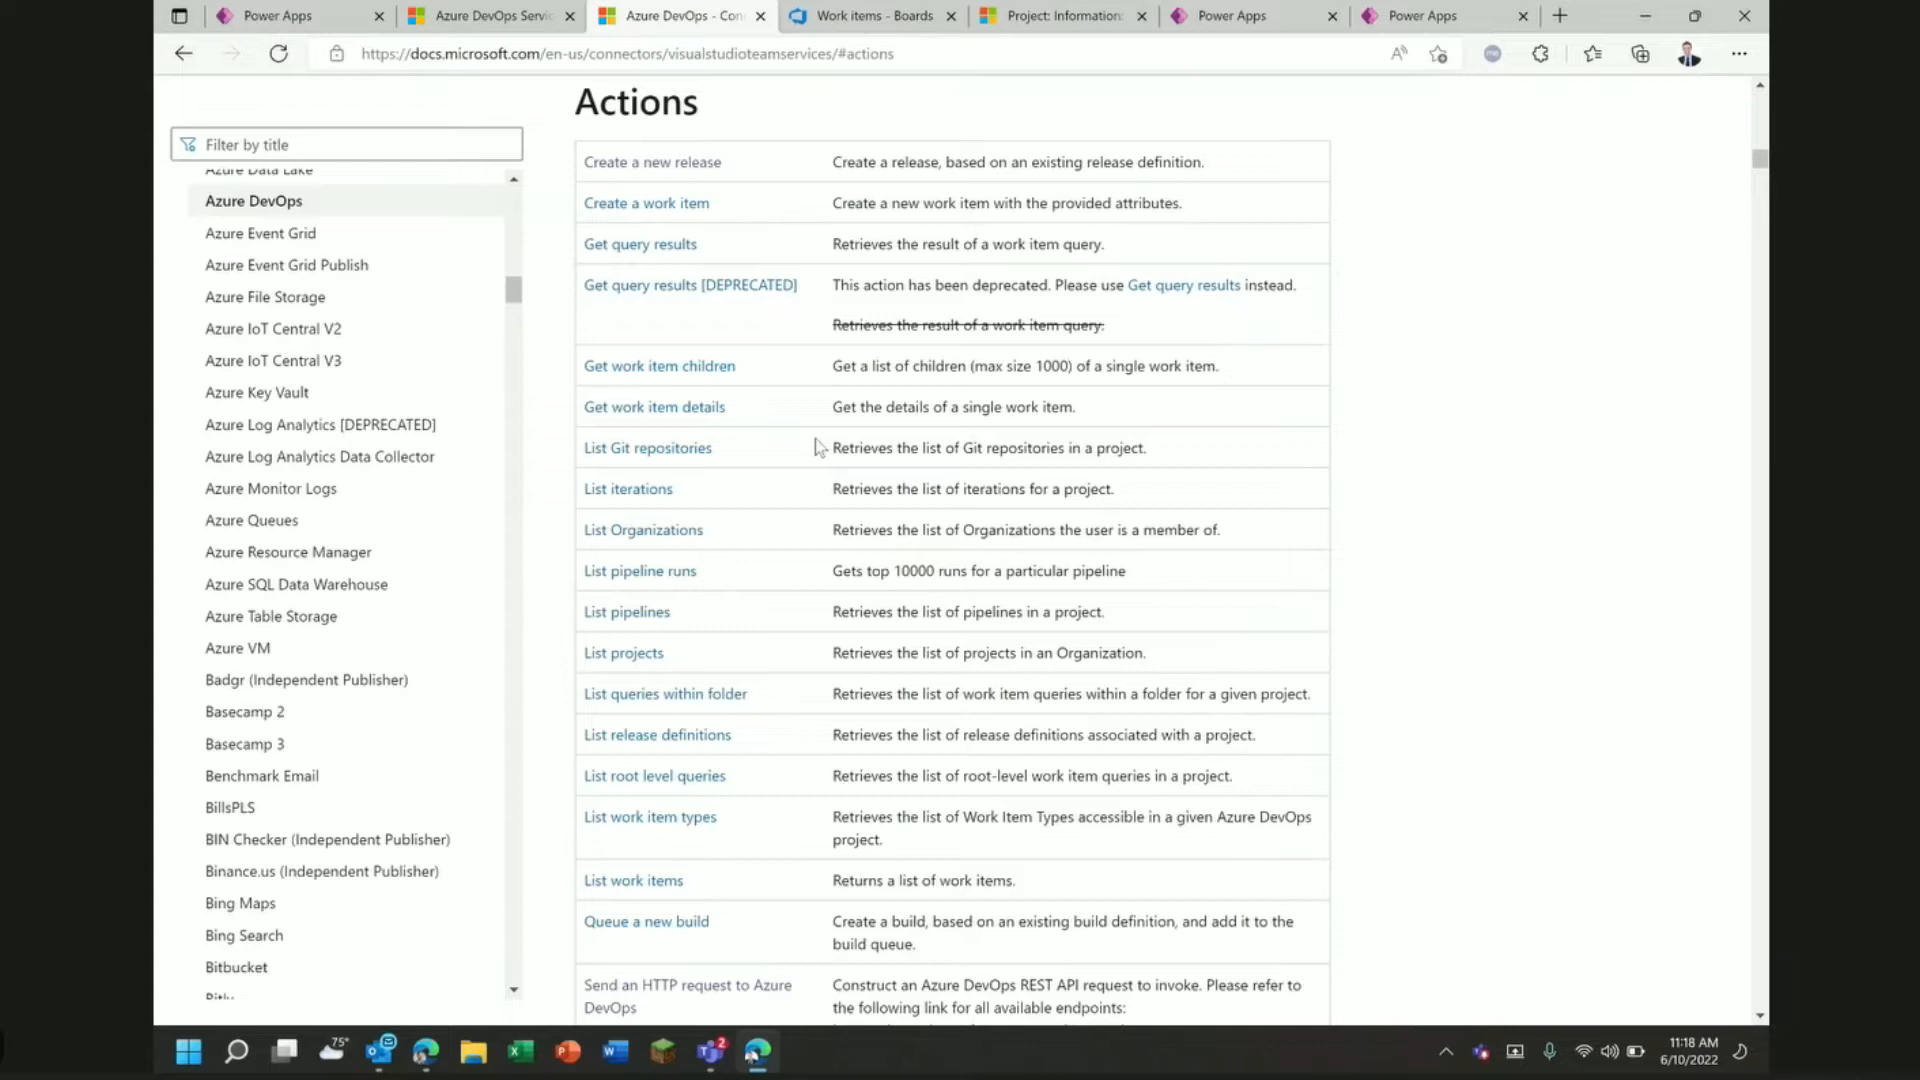 Power Apps
Azure DevOps Servic
Azure DevOps - Con
Work items - Boards
Project: Information
Power Apps
Power Apps
https://docs.microsoft.com/en-us/connectors/visualstudioteamservices/#actions
Filter by title
Azure Data Lake
Azure DevOps
Azure Event Grid
Azure Event Grid Publish
Azure File Storage
Azure IoT Central V2
Azure IoT Central V3
Azure Key Vault
Azure Log Analytics [DEPRECATED]
Azure Log Analytics Data Collector
Azure Monitor Logs
Azure Queues
Azure Resource Manager
Azure SQL Data Warehouse
Azure Table Storage
Azure VM
Badgr (Independent Publisher)
Basecamp 2
Basecamp 3
Benchmark Email
BillsPLS
BIN Checker (Independent Publisher)
Binance.us (Independent Publisher)
Bing Maps
Bing Search
Bitbucket
Actions
Create a new release Create a release, based on an existing release definition.
Create a work item Create a new work item with the provided attributes.
Get query results Retrieves the result of a work item query.
Get query results [DEPRECATED] This action has been deprecated. Please use Get query results instead.
Retrieves the result of a work item query.
Get work item children Get a list of children (max size 1000) of a single work item.
Get work item details Get the details of a single work item.
List Git repositories Retrieves the list of Git repositories in a project.
List iterations Retrieves the list of iterations for a project.
List Organizations Retrieves the list of Organizations the user is a member of.
List pipeline runs Gets top 10000 runs for a particular pipeline
List pipelines Retrieves the list of pipelines in a project.
List projects Retrieves the list of projects in an Organization.
List queries within folder Retrieves the list of work item queries within a folder for a given project.
List release definitions Retrieves the list of release definitions associated with a project.
List root level queries Retrieves the list of root-level work item queries in a project.
List work item types Retrieves the list of Work Item Types accessible in a given Azure DevOps
project.
List work items Returns a list of work items.
Queue a new build Create a build, based on an existing build definition, and add it to the
build queue.
Send an HTTP request to Azure Construct an Azure DevOps REST API request to invoke. Please refer to
DevOps the following link for all available endpoints:
75°
2
11:18 AM
6/10/2022